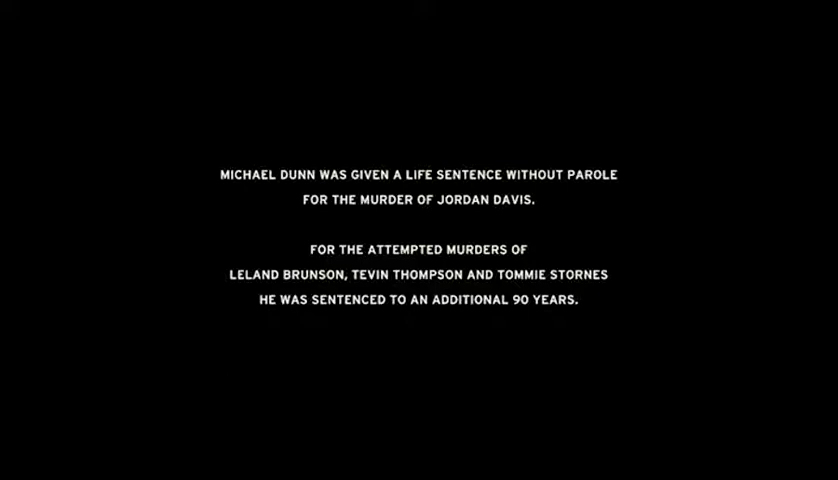 MICHAEL DUNN WAS GIVEN A LIFE SENTENCE WITHOUT PAROLE
FOR THE MURDER OF JORDAN DAVIS.
FOR THE ATTEMPTED MURDERS OF
LELAND BRUNSON, TEVIN THOMPSON AND TOMMIE STORNES
HE WAS SENTENCED TO AN ADDITIONAL 90 YEARS.